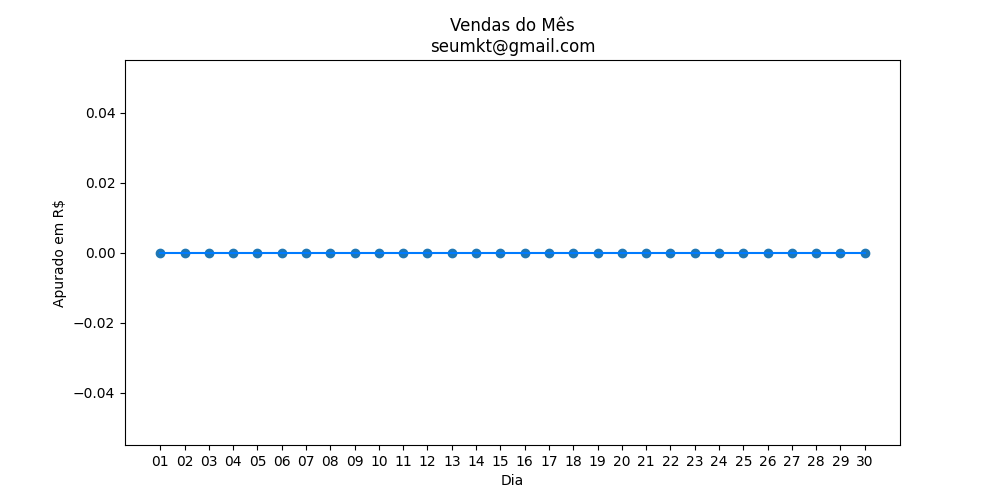 Vendas do Mês
seumkt@gmail.com
Apurado em R$
0.04
0.02
0.00
−0.02
−0.04
01 02 03 04 05 06 07 08 09 10 11 12 13 14 15 16 17 18 19 20 21 22 23 24 25 26 27 28 29 30
Dia